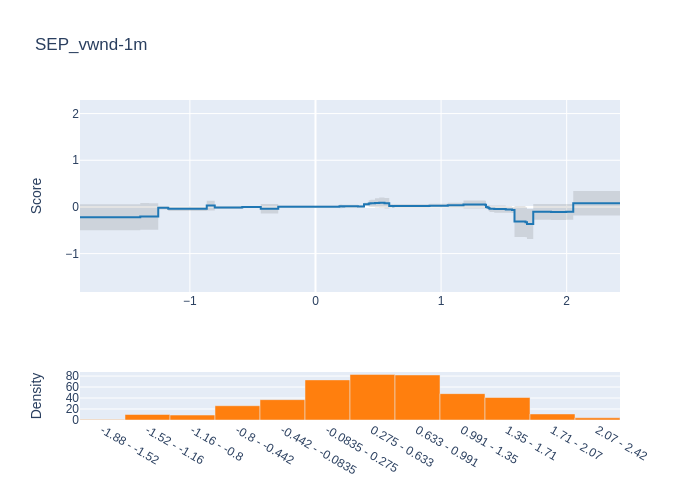 SEP_vwnd-1m
Score
2
1
0
−1
−1
0
1
2
Density
80
60
40
20
0
-1.88 - -1.52
-1.52 - -1.16
-1.16 - -0.8
-0.8 - -0.442
-0.442 - -0.0835
-0.0835 - 0.275
0.275 - 0.633
0.633 - 0.991
0.991 - 1.35
1.35 - 1.71
1.71 - 2.07
2.07 - 2.42